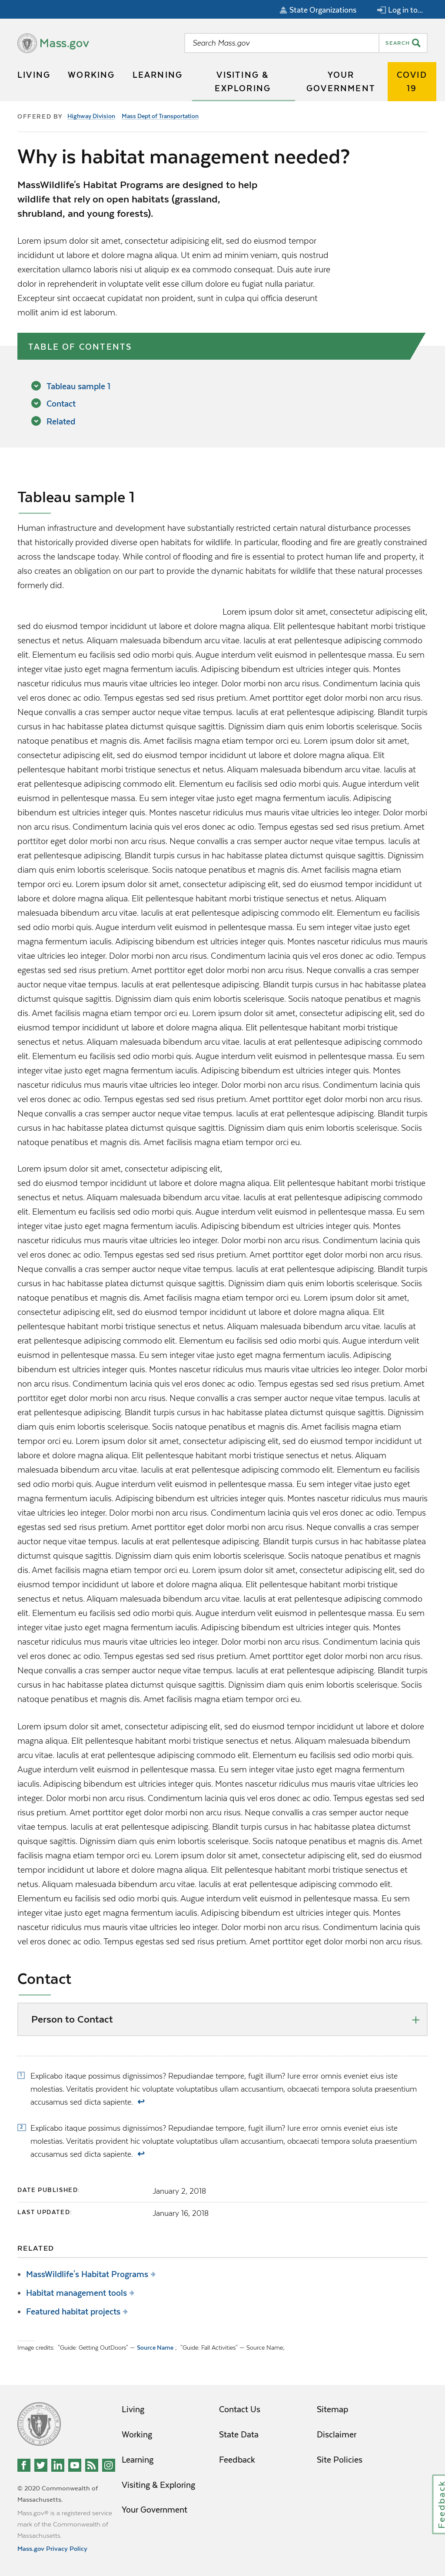 State Organizations
Log in to...
Mass.gov
Search Mass.gov
SEARCH
LIVING
WORKING
LEARNING
VISITING & EXPLORING
YOUR GOVERNMENT
COVID 19
OFFERED BY Highway Division Mass Dept of Transportation
Why is habitat management needed?
MassWildlife's Habitat Programs are designed to help
wildlife that rely on open habitats (grassland,
shrubland, and young forests).
Lorem ipsum dolor sit amet, consectetur adipisicing elit, sed do eiusmod tempor
incididunt ut labore et dolore magna aliqua. Ut enim ad minim veniam, quis nostrud
exercitation ullamco laboris nisi ut aliquip ex ea commodo consequat. Duis aute irure
dolor in reprehenderit in voluptate velit esse cillum dolore eu fugiat nulla pariatur.
Excepteur sint occaecat cupidatat non proident, sunt in culpa qui officia deserunt
mollit anim id est laborum.
TABLE OF CONTENTS
Tableau sample 1
Contact
Related
Tableau sample 1
Human infrastructure and development have substantially restricted certain natural disturbance processes
that historically provided diverse open habitats for wildlife. In particular, flooding and fire are greatly constrained
across the landscape today. While control of flooding and fire is essential to protect human life and property, it
also creates an obligation on our part to provide the dynamic habitats for wildlife that these natural processes
formerly did.
Lorem ipsum dolor sit amet, consectetur adipiscing elit,
sed do eiusmod tempor incididunt ut labore et dolore magna aliqua. Elit pellentesque habitant morbi tristique
senectus et netus. Aliquam malesuada bibendum arcu vitae. Iaculis at erat pellentesque adipiscing commodo
elit. Elementum eu facilisis sed odio morbi quis. Augue interdum velit euismod in pellentesque massa. Eu sem
integer vitae justo eget magna fermentum iaculis. Adipiscing bibendum est ultricies integer quis. Montes
nascetur ridiculus mus mauris vitae ultricies leo integer. Dolor morbi non arcu risus. Condimentum lacinia quis
vel eros donec ac odio. Tempus egestas sed sed risus pretium. Amet porttitor eget dolor morbi non arcu risus.
Neque convallis a cras semper auctor neque vitae tempus. Iaculis at erat pellentesque adipiscing. Blandit turpis
cursus in hac habitasse platea dictumst quisque sagittis. Dignissim diam quis enim lobortis scelerisque. Sociis
natoque penatibus et magnis dis. Amet facilisis magna etiam tempor orci eu. Lorem ipsum dolor sit amet,
consectetur adipiscing elit, sed do eiusmod tempor incididunt ut labore et dolore magna aliqua. Elit
pellentesque habitant morbi tristique senectus et netus. Aliquam malesuada bibendum arcu vitae. Iaculis at
erat pellentesque adipiscing commodo elit. Elementum eu facilisis sed odio morbi quis. Augue interdum velit
euismod in pellentesque massa. Eu sem integer vitae justo eget magna fermentum iaculis. Adipiscing
bibendum est ultricies integer quis. Montes nascetur ridiculus mus mauris vitae ultricies leo integer. Dolor morbi
non arcu risus. Condimentum lacinia quis vel eros donec ac odio. Tempus egestas sed sed risus pretium. Amet
porttitor eget dolor morbi non arcu risus. Neque convallis a cras semper auctor neque vitae tempus. Iaculis at
erat pellentesque adipiscing. Blandit turpis cursus in hac habitasse platea dictumst quisque sagittis. Dignissim
diam quis enim lobortis scelerisque. Sociis natoque penatibus et magnis dis. Amet facilisis magna etiam
tempor orci eu. Lorem ipsum dolor sit amet, consectetur adipiscing elit, sed do eiusmod tempor incididunt ut
labore et dolore magna aliqua. Elit pellentesque habitant morbi tristique senectus et netus. Aliquam
malesuada bibendum arcu vitae. Iaculis at erat pellentesque adipiscing commodo elit. Elementum eu facilisis
sed odio morbi quis. Augue interdum velit euismod in pellentesque massa. Eu sem integer vitae justo eget
magna fermentum iaculis. Adipiscing bibendum est ultricies integer quis. Montes nascetur ridiculus mus mauris
vitae ultricies leo integer. Dolor morbi non arcu risus. Condimentum lacinia quis vel eros donec ac odio. Tempus
egestas sed sed risus pretium. Amet porttitor eget dolor morbi non arcu risus. Neque convallis a cras semper
auctor neque vitae tempus. Iaculis at erat pellentesque adipiscing. Blandit turpis cursus in hac habitasse platea
dictumst quisque sagittis. Dignissim diam quis enim lobortis scelerisque. Sociis natoque penatibus et magnis
dis. Amet facilisis magna etiam tempor orci eu. Lorem ipsum dolor sit amet, consectetur adipiscing elit, sed do
eiusmod tempor incididunt ut labore et dolore magna aliqua. Elit pellentesque habitant morbi tristique
senectus et netus. Aliquam malesuada bibendum arcu vitae. Iaculis at erat pellentesque adipiscing commodo
elit. Elementum eu facilisis sed odio morbi quis. Augue interdum velit euismod in pellentesque massa. Eu sem
integer vitae justo eget magna fermentum iaculis. Adipiscing bibendum est ultricies integer quis. Montes
nascetur ridiculus mus mauris vitae ultricies leo integer. Dolor morbi non arcu risus. Condimentum lacinia quis
vel eros donec ac odio. Tempus egestas sed sed risus pretium. Amet porttitor eget dolor morbi non arcu risus.
Neque convallis a cras semper auctor neque vitae tempus. Iaculis at erat pellentesque adipiscing. Blandit turpis
cursus in hac habitasse platea dictumst quisque sagittis. Dignissim diam quis enim lobortis scelerisque. Sociis
natoque penatibus et magnis dis. Amet facilisis magna etiam tempor orci eu.
Lorem ipsum dolor sit amet, consectetur adipiscing elit,
sed do eiusmod tempor incididunt ut labore et dolore magna aliqua. Elit pellentesque habitant morbi tristique
senectus et netus. Aliquam malesuada bibendum arcu vitae. Iaculis at erat pellentesque adipiscing commodo
elit. Elementum eu facilisis sed odio morbi quis. Augue interdum velit euismod in pellentesque massa. Eu sem
integer vitae justo eget magna fermentum iaculis. Adipiscing bibendum est ultricies integer quis. Montes
nascetur ridiculus mus mauris vitae ultricies leo integer. Dolor morbi non arcu risus. Condimentum lacinia quis
vel eros donec ac odio. Tempus egestas sed sed risus pretium. Amet porttitor eget dolor morbi non arcu risus.
Neque convallis a cras semper auctor neque vitae tempus. Iaculis at erat pellentesque adipiscing. Blandit turpis
cursus in hac habitasse platea dictumst quisque sagittis. Dignissim diam quis enim lobortis scelerisque. Sociis
natoque penatibus et magnis dis. Amet facilisis magna etiam tempor orci eu. Lorem ipsum dolor sit amet,
consectetur adipiscing elit, sed do eiusmod tempor incididunt ut labore et dolore magna aliqua. Elit
pellentesque habitant morbi tristique senectus et netus. Aliquam malesuada bibendum arcu vitae. Iaculis at
erat pellentesque adipiscing commodo elit. Elementum eu facilisis sed odio morbi quis. Augue interdum velit
euismod in pellentesque massa. Eu sem integer vitae justo eget magna fermentum iaculis. Adipiscing
bibendum est ultricies integer quis. Montes nascetur ridiculus mus mauris vitae ultricies leo integer. Dolor morbi
non arcu risus. Condimentum lacinia quis vel eros donec ac odio. Tempus egestas sed sed risus pretium. Amet
porttitor eget dolor morbi non arcu risus. Neque convallis a cras semper auctor neque vitae tempus. Iaculis at
erat pellentesque adipiscing. Blandit turpis cursus in hac habitasse platea dictumst quisque sagittis. Dignissim
diam quis enim lobortis scelerisque. Sociis natoque penatibus et magnis dis. Amet facilisis magna etiam
tempor orci eu. Lorem ipsum dolor sit amet, consectetur adipiscing elit, sed do eiusmod tempor incididunt ut
labore et dolore magna aliqua. Elit pellentesque habitant morbi tristique senectus et netus. Aliquam
malesuada bibendum arcu vitae. Iaculis at erat pellentesque adipiscing commodo elit. Elementum eu facilisis
sed odio morbi quis. Augue interdum velit euismod in pellentesque massa. Eu sem integer vitae justo eget
magna fermentum iaculis. Adipiscing bibendum est ultricies integer quis. Montes nascetur ridiculus mus mauris
vitae ultricies leo integer. Dolor morbi non arcu risus. Condimentum lacinia quis vel eros donec ac odio. Tempus
egestas sed sed risus pretium. Amet porttitor eget dolor morbi non arcu risus. Neque convallis a cras semper
auctor neque vitae tempus. Iaculis at erat pellentesque adipiscing. Blandit turpis cursus in hac habitasse platea
dictumst quisque sagittis. Dignissim diam quis enim lobortis scelerisque. Sociis natoque penatibus et magnis
dis. Amet facilisis magna etiam tempor orci eu. Lorem ipsum dolor sit amet, consectetur adipiscing elit, sed do
eiusmod tempor incididunt ut labore et dolore magna aliqua. Elit pellentesque habitant morbi tristique
senectus et netus. Aliquam malesuada bibendum arcu vitae. Iaculis at erat pellentesque adipiscing commodo
elit. Elementum eu facilisis sed odio morbi quis. Augue interdum velit euismod in pellentesque massa. Eu sem
integer vitae justo eget magna fermentum iaculis. Adipiscing bibendum est ultricies integer quis. Montes
nascetur ridiculus mus mauris vitae ultricies leo integer. Dolor morbi non arcu risus. Condimentum lacinia quis
vel eros donec ac odio. Tempus egestas sed sed risus pretium. Amet porttitor eget dolor morbi non arcu risus.
Neque convallis a cras semper auctor neque vitae tempus. Iaculis at erat pellentesque adipiscing. Blandit turpis
cursus in hac habitasse platea dictumst quisque sagittis. Dignissim diam quis enim lobortis scelerisque. Sociis
natoque penatibus et magnis dis. Amet facilisis magna etiam tempor orci eu.
Lorem ipsum dolor sit amet, consectetur adipiscing elit, sed do eiusmod tempor incididunt ut labore et dolore
magna aliqua. Elit pellentesque habitant morbi tristique senectus et netus. Aliquam malesuada bibendum
arcu vitae. Iaculis at erat pellentesque adipiscing commodo elit. Elementum eu facilisis sed odio morbi quis.
Augue interdum velit euismod in pellentesque massa. Eu sem integer vitae justo eget magna fermentum
iaculis. Adipiscing bibendum est ultricies integer quis. Montes nascetur ridiculus mus mauris vitae ultricies leo
integer. Dolor morbi non arcu risus. Condimentum lacinia quis vel eros donec ac odio. Tempus egestas sed sed
risus pretium. Amet porttitor eget dolor morbi non arcu risus. Neque convallis a cras semper auctor neque
vitae tempus. Iaculis at erat pellentesque adipiscing. Blandit turpis cursus in hac habitasse platea dictumst
quisque sagittis. Dignissim diam quis enim lobortis scelerisque. Sociis natoque penatibus et magnis dis. Amet
facilisis magna etiam tempor orci eu. Lorem ipsum dolor sit amet, consectetur adipiscing elit, sed do eiusmod
tempor incididunt ut labore et dolore magna aliqua. Elit pellentesque habitant morbi tristique senectus et
netus. Aliquam malesuada bibendum arcu vitae. Iaculis at erat pellentesque adipiscing commodo elit.
Elementum eu facilisis sed odio morbi quis. Augue interdum velit euismod in pellentesque massa. Eu sem
integer vitae justo eget magna fermentum iaculis. Adipiscing bibendum est ultricies integer quis. Montes
nascetur ridiculus mus mauris vitae ultricies leo integer. Dolor morbi non arcu risus. Condimentum lacinia quis
vel eros donec ac odio. Tempus egestas sed sed risus pretium. Amet porttitor eget dolor morbi non arcu risus.
Contact
Person to Contact
1 Explicabo itaque possimus dignissimos? Repudiandae tempore, fugit illum? Iure error omnis eveniet eius iste
molestias. Veritatis provident hic voluptate voluptatibus ullam accusantium, obcaecati tempora soluta praesentium
accusamus sed dicta sapiente. ↩
2 Explicabo itaque possimus dignissimos? Repudiandae tempore, fugit illum? Iure error omnis eveniet eius iste
molestias. Veritatis provident hic voluptate voluptatibus ullam accusantium, obcaecati tempora soluta praesentium
accusamus sed dicta sapiente. ↩
DATE PUBLISHED: January 2, 2018
LAST UPDATED: January 16, 2018
RELATED
MassWildlife's Habitat Programs
Habitat management tools
Featured habitat projects
Image credits: "Guide: Getting OutDoors" — Source Name , "Guide: Fall Activities" — Source Name,
Living
Working
Learning
Visiting & Exploring
Your Government
Contact Us
State Data
Feedback
Sitemap
Disclaimer
Site Policies
© 2020 Commonwealth of
Massachusetts.
Mass.gov® is a registered service
mark of the Commonwealth of
Massachusetts.
Mass.gov Privacy Policy
Feedback